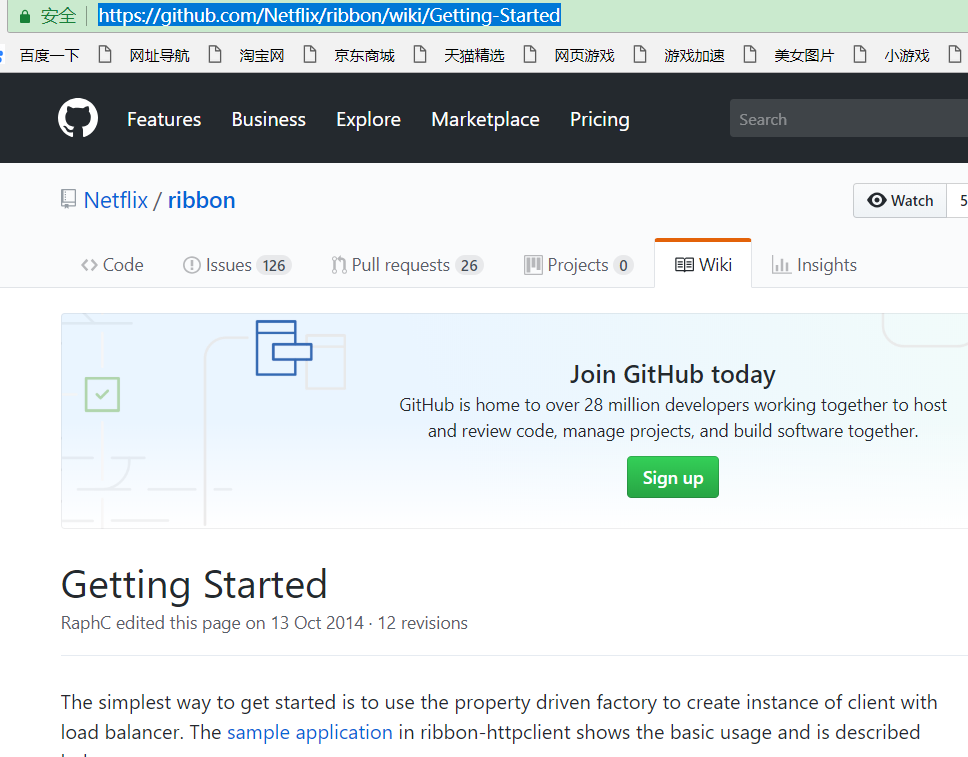 安全 https://github.com/Netflix/ribbon/wiki/Getting-Started
百度一下 网址导航 淘宝网 京东商城 天猫精选 网页游戏 游戏加速 美女图片 小游戏
Features Business Explore Marketplace Pricing Search
Netflix / ribbon Watch 5
Code Issues 126 Pull requests 26 Projects 0 Wiki Insights
Join GitHub today
GitHub is home to over 28 million developers working together to host
and review code, manage projects, and build software together.
Sign up
Getting Started
RaphC edited this page on 13 Oct 2014 · 12 revisions
The simplest way to get started is to use the property driven factory to create instance of client with
load balancer. The sample application in ribbon-httpclient shows the basic usage and is described